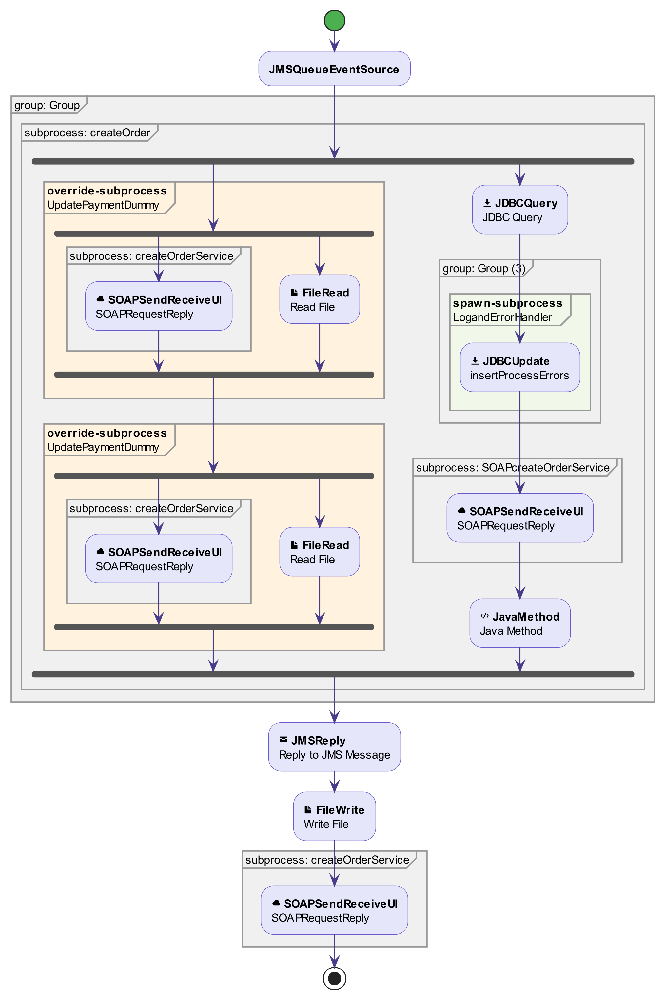 JMSQueueEventSource
group: Group
subprocess: createOrder
override-subprocess
UpdatePaymentDummy
subprocess: createOrderService
SOAPSendReceiveUI
SOAPRequestReply
FileRead
Read File
override-subprocess
UpdatePaymentDummy
subprocess: createOrderService
SOAPSendReceiveUI
SOAPRequestReply
FileRead
Read File
JDBCQuery
JDBC Query
group: Group (3)
spawn-subprocess
LogandErrorHandler
JDBCUpdate
insertProcessErrors
subprocess: SOAPcreateOrderService
SOAPSendReceiveUI
SOAPRequestReply
JavaMethod
Java Method
JMSReply
Reply to JMS Message
FileWrite
Write File
subprocess: createOrderService
SOAPSendReceiveUI
SOAPRequestReply